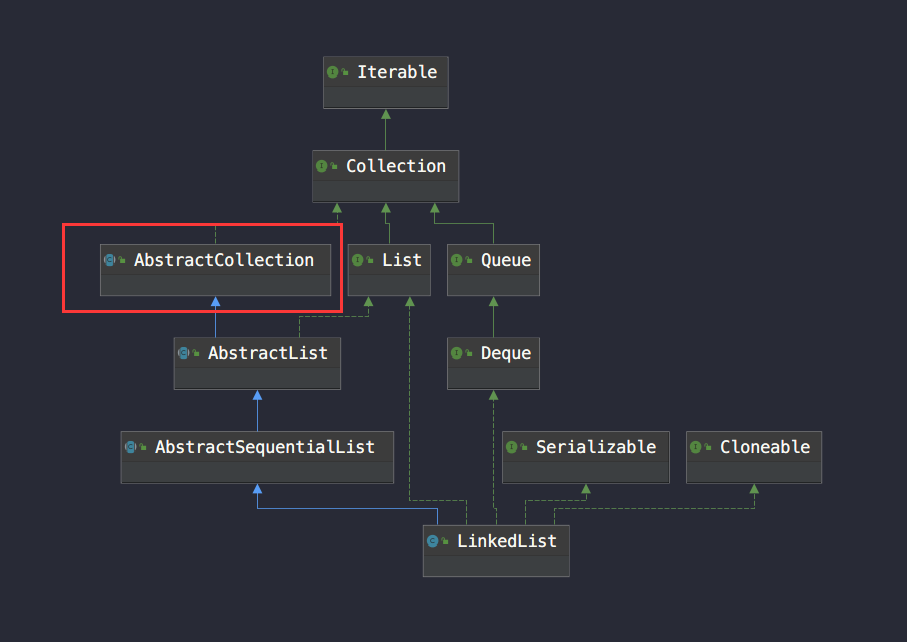 Iterable
Collection
AbstractCollection
List
Queue
AbstractList
Deque
AbstractSequentialList
Serializable
Cloneable
LinkedList